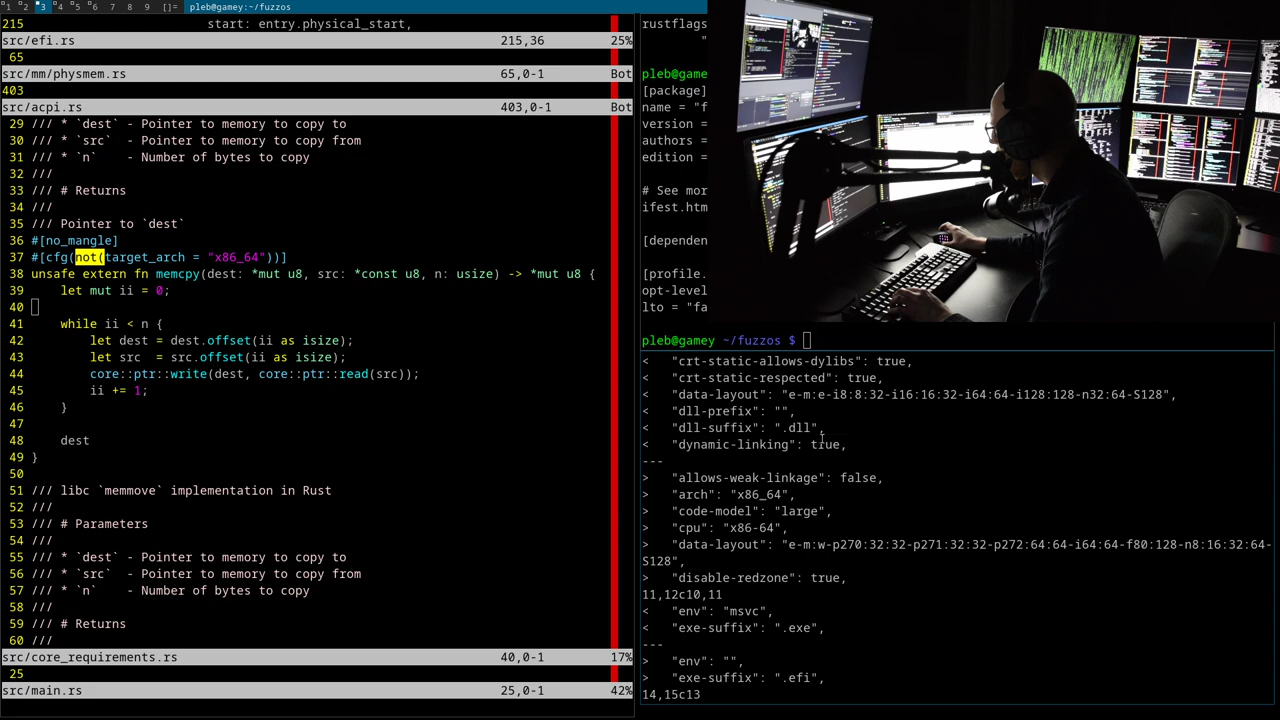 1 2 3 4 5 6 7 8 9 []= pleb@gamey:~/fuzzos
215 start: entry.physical_start,
src/efi.rs 215,36 25%
65
src/mm/physmem.rs 65,0-1 Bot
403
src/acpi.rs 403,0-1 Bot
29 /// * `dest` - Pointer to memory to copy to
30 /// * `src`  - Pointer to memory to copy from
31 /// * `n`    - Number of bytes to copy
32 ///
33 /// # Returns
34 ///
35 /// Pointer to `dest`
36 #[no_mangle]
37 #[cfg(not(target_arch = "x86_64"))]
38 unsafe extern fn memcpy(dest: *mut u8, src: *const u8, n: usize) -> *mut u8 {
39     let mut ii = 0;
40
41     while ii < n {
42         let dest = dest.offset(ii as isize);
43         let src  = src.offset(ii as isize);
44         core::ptr::write(dest, core::ptr::read(src));
45         ii += 1;
46     }
47
48     dest
49 }
50
51 /// libc `memmove` implementation in Rust
52 ///
53 /// # Parameters
54 ///
55 /// * `dest` - Pointer to memory to copy to
56 /// * `src`  - Pointer to memory to copy from
57 /// * `n`    - Number of bytes to copy
58 ///
59 /// # Returns
60 ///
src/core_requirements.rs 40,0-1 17%
25
src/main.rs 25,0-1 42%
rustflags
"
pleb@gamey
[package]
name = "f
version =
authors =
edition =
# See mor
ifest.htm
[dependen
[profile.
opt-level
lto = "fa
pleb@gamey ~/fuzzos $
<   "crt-static-allows-dylibs": true,
<   "crt-static-respected": true,
<   "data-layout": "e-m:e-i8:8:32-i16:16:32-i64:64-i128:128-n32:64-S128",
<   "dll-prefix": "",
<   "dll-suffix": ".dll",
<   "dynamic-linking": true,
---
>   "allows-weak-linkage": false,
>   "arch": "x86_64",
>   "code-model": "large",
>   "cpu": "x86-64",
>   "data-layout": "e-m:w-p270:32:32-p271:32:32-p272:64:64-i64:64-f80:128-n8:16:32:64-
S128",
>   "disable-redzone": true,
11,12c10,11
<   "env": "msvc",
<   "exe-suffix": ".exe",
---
>   "env": "",
>   "exe-suffix": ".efi",
14,15c13